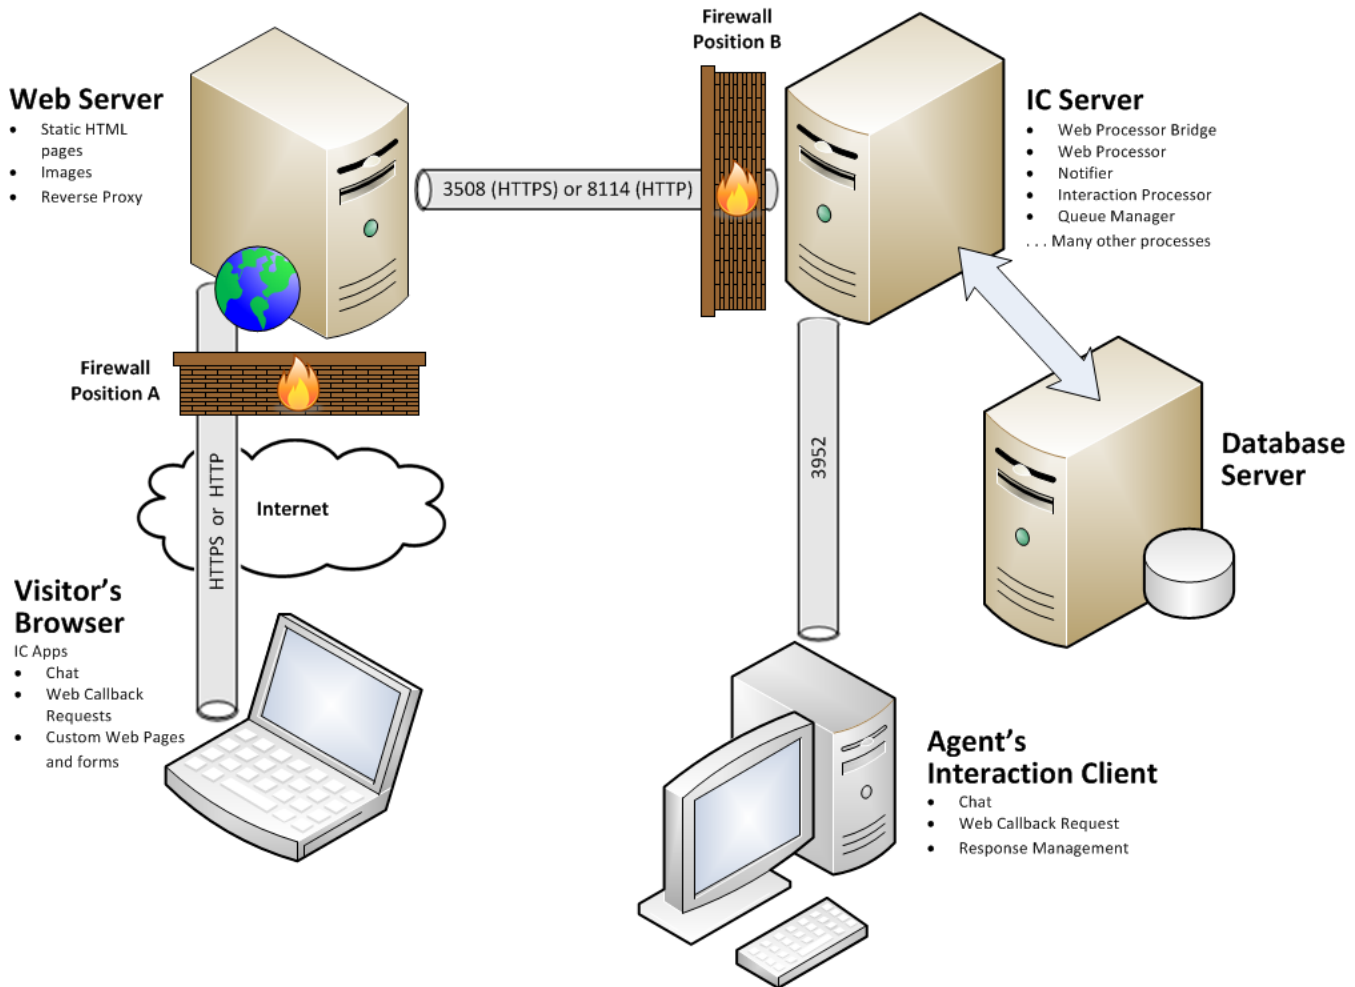 Firewall
Position B
Web Server
• Static HTML
pages
• Images
• Reverse Proxy
3508 (HTTPS) or 8114 (HTTP)
IC Server
• Web Processor Bridge
• Web Processor
• Notifier
• Interaction Processor
• Queue Manager
. . . Many other processes
Firewall
Position A
HTTPS or HTTP
Internet
3952
Database
Server
Visitor's
Browser
IC Apps
• Chat
• Web Callback
Requests
• Custom Web Pages
and forms
Agent's
Interaction Client
• Chat
• Web Callback Request
• Response Management